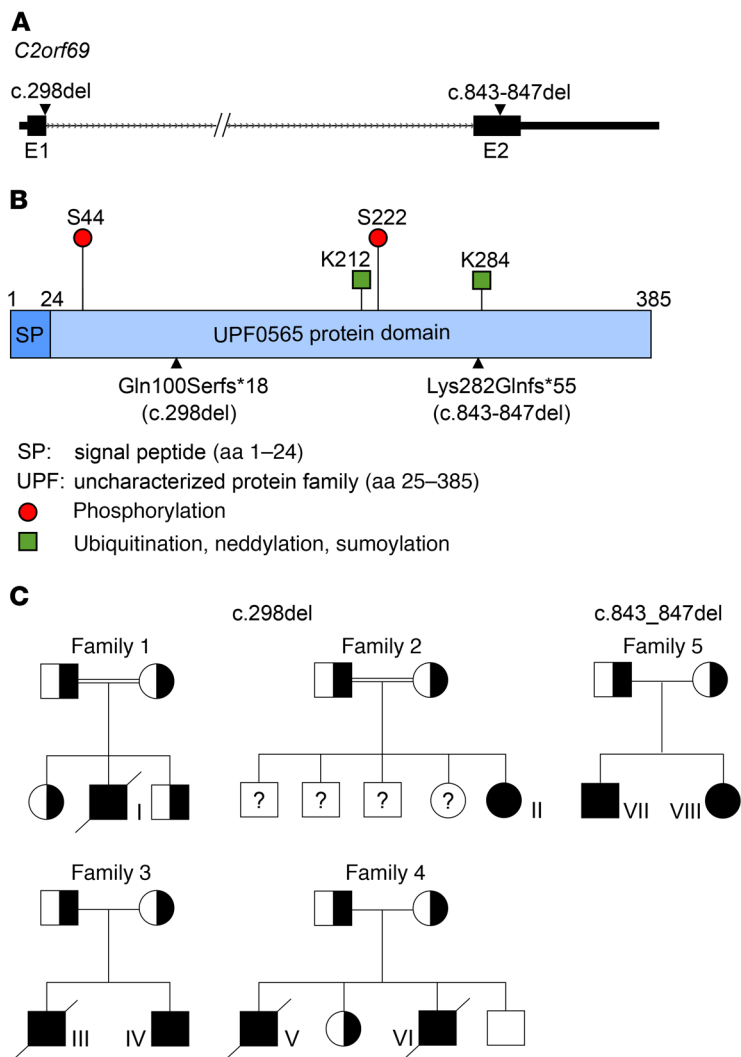 A
C2orf69
c.298del
c.843-847del
//
E1
E2
B
S44
S222
K212
K284
1
24
385
SP
UPF0565 protein domain
Gln100Serfs*18
(c.298del)
Lys282Glnfs*55
(c.843-847del)
SP: signal peptide (aa 1–24)
UPF: uncharacterized protein family (aa 25–385)
Phosphorylation
Ubiquitination, neddylation, sumoylation
C
c.298del
c.843_847del
Family 1
Family 2
Family 5
I
? ? ? ?
II
VII
VIII
Family 3
Family 4
III
IV
V
VI